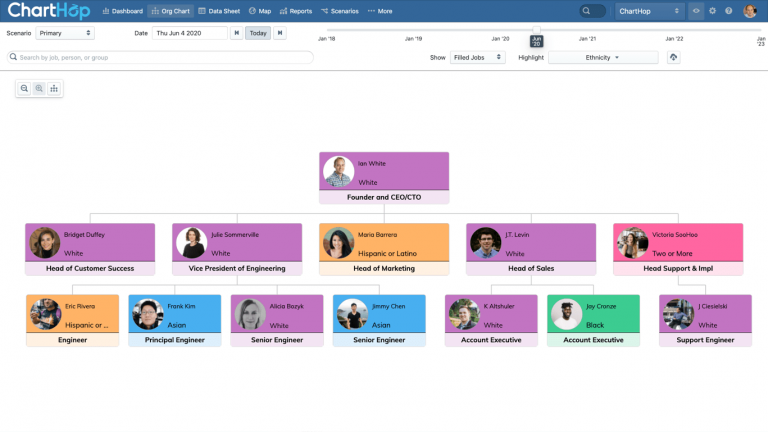 ChartHop
Dashboard
Org Chart
Data Sheet
Map
Reports
Scenarios
More
ChartHop
Scenario
Primary
Date
Thu Jun 4 2020
Today
Jan '18
Jan '19
Jan '20
Jun '20
Jan '21
Jan '22
Jan '23
Search by job, person, or group
Show
Filled Jobs
Highlight
Ethnicity
Ian White
White
Founder and CEO/CTO
Bridget Duffey
White
Head of Customer Success
Julie Sommerville
White
Vice President of Engineering
Maria Barrera
Hispanic or Latino
Head of Marketing
J.T. Levin
White
Head of Sales
Victoria SooHoo
Two or More
Head Support & Impl
Eric Rivera
Hispanic or ...
Engineer
Frank Kim
Asian
Principal Engineer
Alicia Bazyk
White
Senior Engineer
Jimmy Chen
Asian
Senior Engineer
K Altshuler
White
Account Executive
Jay Cronze
Black
Account Executive
J Ciesielski
White
Support Engineer